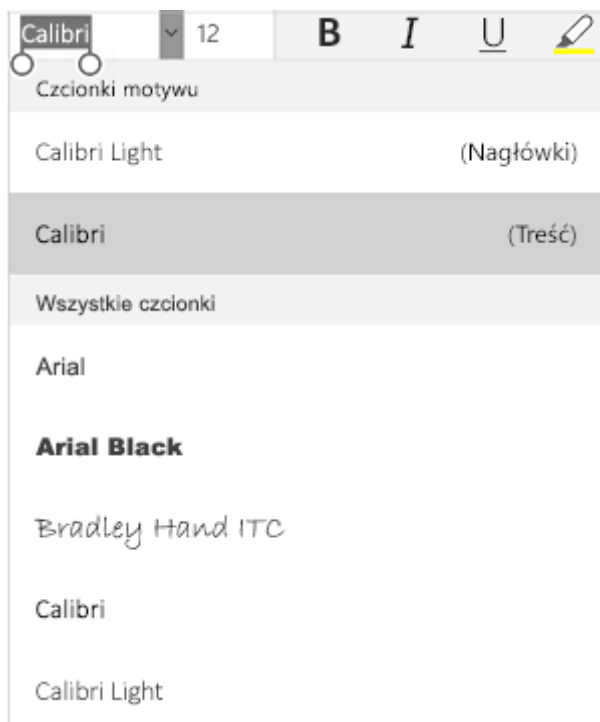 Calibri 12 B I U
Czcionki motywu
Calibri Light (Nagłówki)
Calibri (Treść)
Wszystkie czcionki
Arial
Arial Black
Bradley Hand ITC
Calibri
Calibri Light